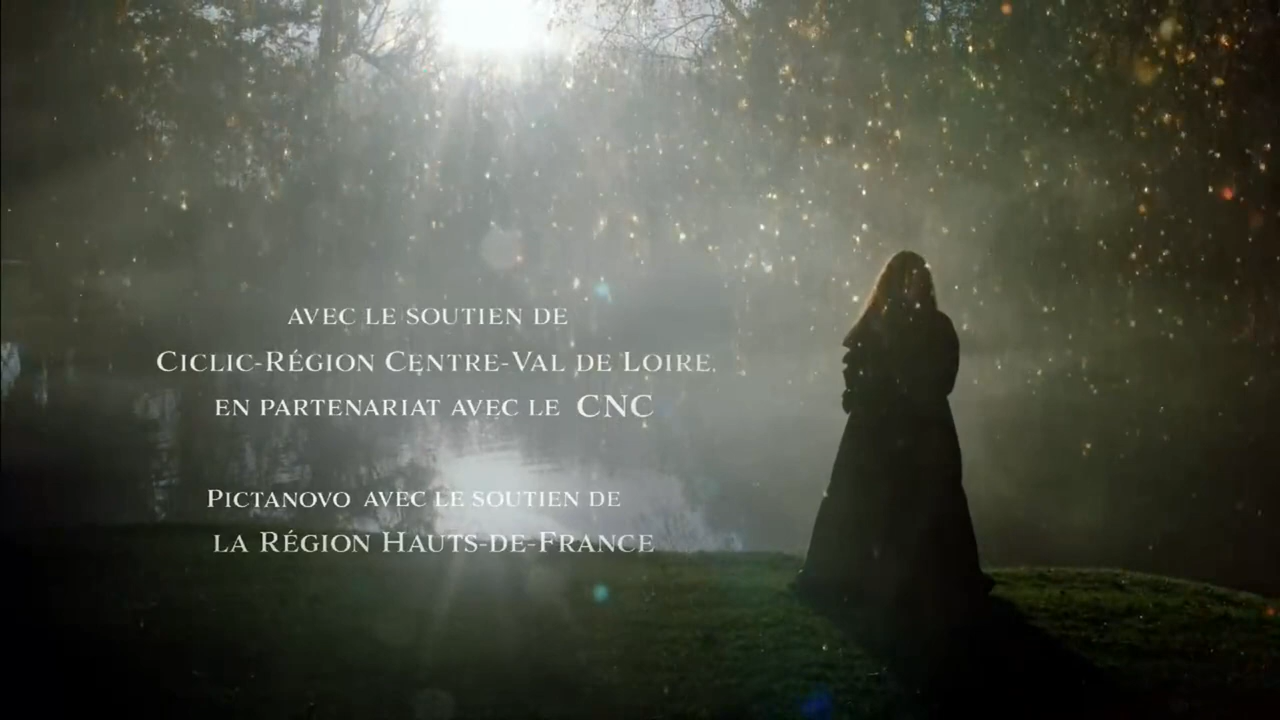 AVEC LE SOUTIEN DE
CICLIC-RÉGION CENTRE-VAL DE LOIRE,
EN PARTENARIAT AVEC LE CNC
PICTANOVO AVEC LE SOUTIEN DE
LA RÉGION HAUTS-DE-FRANCE